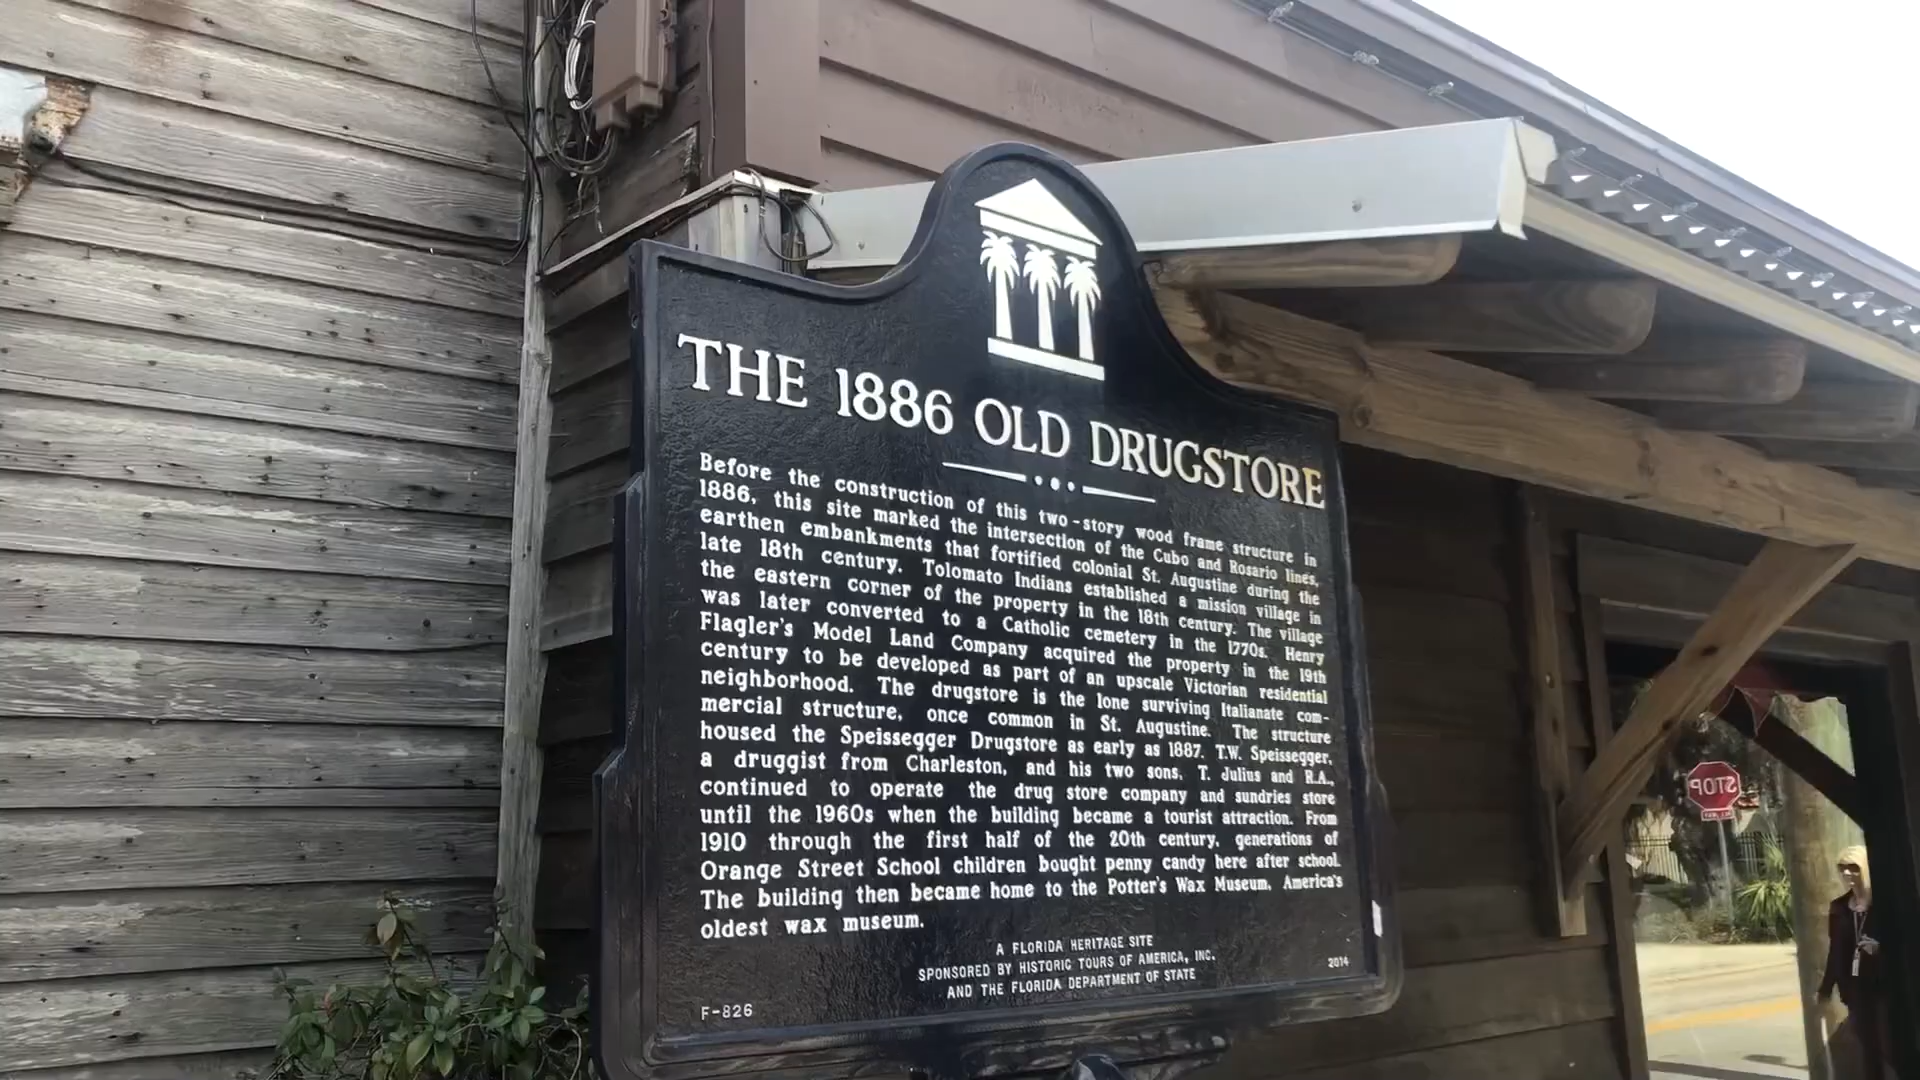 THE 1886 OLD DRUGSTORE
Before the construction of this two-story wood frame structure in
1886, this site marked the intersection of the Cubo and Rosario lines,
earthen embankments that fortified colonial St. Augustine during the
late 18th century. Tolomato Indians established a mission village in
the eastern corner of the property in the 18th century. The village
was later converted to a Catholic cemetery in the 1770s. Henry
Flagler's Model Land Company acquired the property in the 19th
century to be developed as part of an upscale Victorian residential
neighborhood. The drugstore is the lone surviving Italianate com-
mercial structure, once common in St. Augustine. The structure
housed the Speissegger Drugstore as early as 1887. T.W. Speissegger,
a druggist from Charleston, and his two sons, T. Julius and R.A.,
continued to operate the drug store company and sundries store
until the 1960s when the building became a tourist attraction. From
1910 through the first half of the 20th century, generations of
Orange Street School children bought penny candy here after school.
The building then became home to the Potter's Wax Museum, America's
oldest wax museum.
A FLORIDA HERITAGE SITE
SPONSORED BY HISTORIC TOURS OF AMERICA, INC.
AND THE FLORIDA DEPARTMENT OF STATE
2014
F-826
STOP